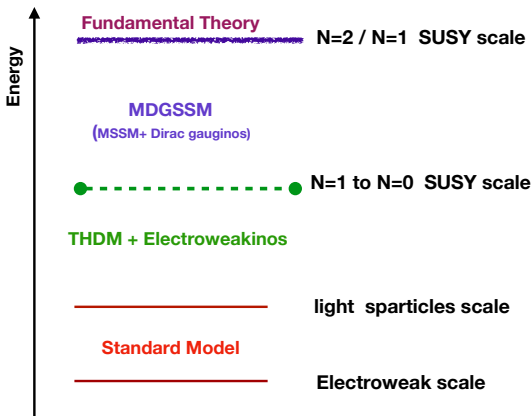 Fundamental Theory
N=2 / N=1 SUSY scale
Energy
MDGSSM
(MSSM+ Dirac gauginos)
N=1 to N=0 SUSY scale
THDM + Electroweakinos
light sparticles scale
Standard Model
Electroweak scale